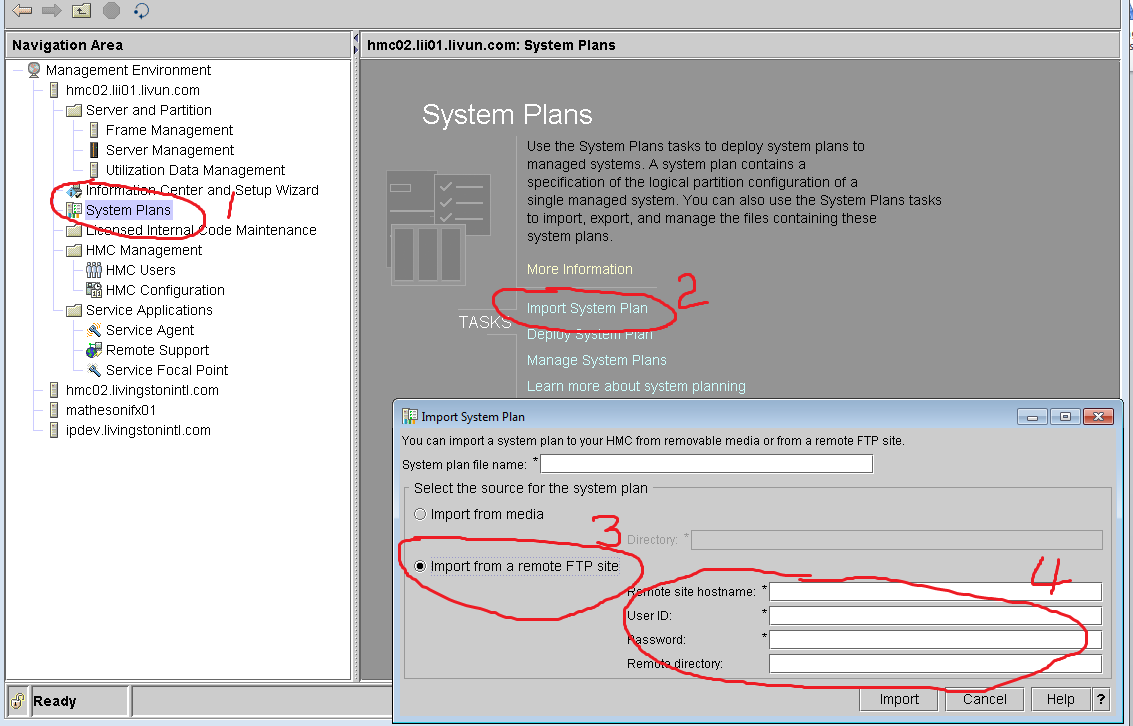 Navigation Area
Management Environment
hmc02.lii01.livun.com
Server and Partition
Frame Management
Server Management
Utilization Data Management
Information Center and Setup Wizard
System Plans
1
Licensed Internal Code Maintenance
HMC Management
HMC Users
HMC Configuration
Service Applications
Service Agent
Remote Support
Service Focal Point
hmc02.livingstonintl.com
mathesonifx01
ipdev.livingstonintl.com
hmc02.lii01.livun.com: System Plans
System Plans
Use the System Plans tasks to deploy system plans to
managed systems. A system plan contains a
specification of the logical partition configuration of a
single managed system. You can also use the System Plans tasks
to import, export, and manage the files containing these
system plans.
More Information
2
TASKS
Import System Plan
Deploy System Plan
Manage System Plans
Learn more about system planning
Import System Plan
You can import a system plan to your HMC from removable media or from a remote FTP site.
System plan file name: *
Select the source for the system plan
Import from media
3
Directory: *
Import from a remote FTP site
4
Remote site hostname: *
User ID: *
Password: *
Remote directory:
Import Cancel Help ?
Ready